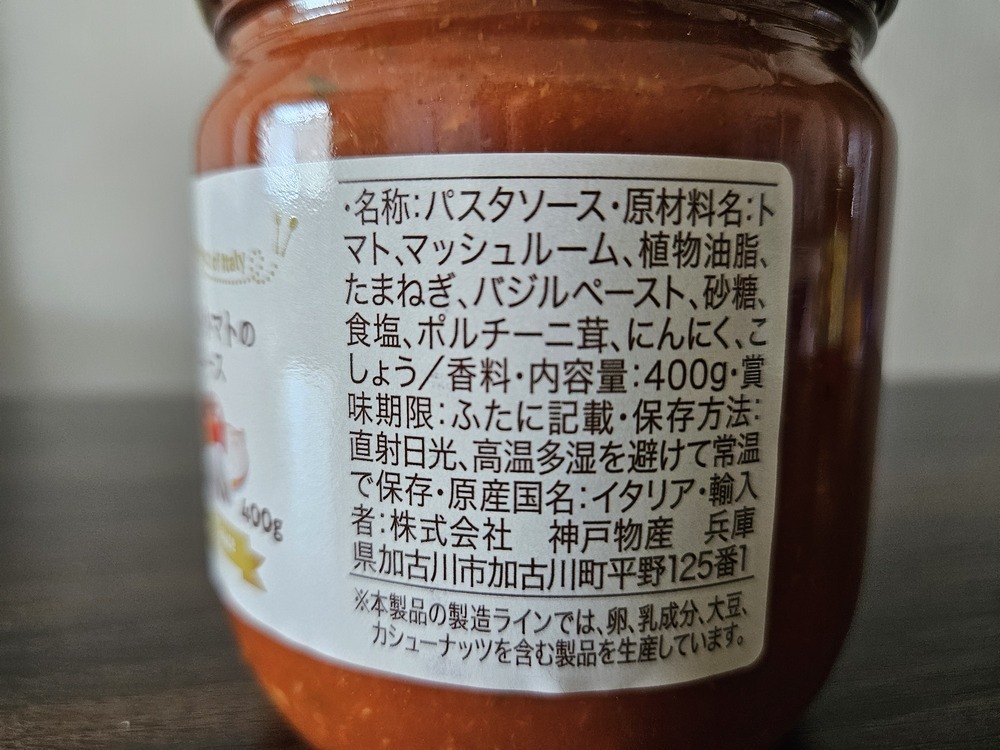 of Italy
マトの
ース
400g
・名称:パスタソース・原材料名:ト
マト、マッシュルーム、植物油脂、
たまねぎ、バジルペースト、砂糖、
食塩、ポルチーニ茸、にんにく、こ
しょう/香料・内容量:400g・賞
味期限:ふたに記載・保存方法:
直射日光、高温多湿を避けて常温
で保存・原産国名:イタリア・輸入
者:株式会社　神戸物産　兵庫
県加古川市加古川町平野125番1
※本製品の製造ラインでは、卵、乳成分、大豆、
カシューナッツを含む製品を生産しています。